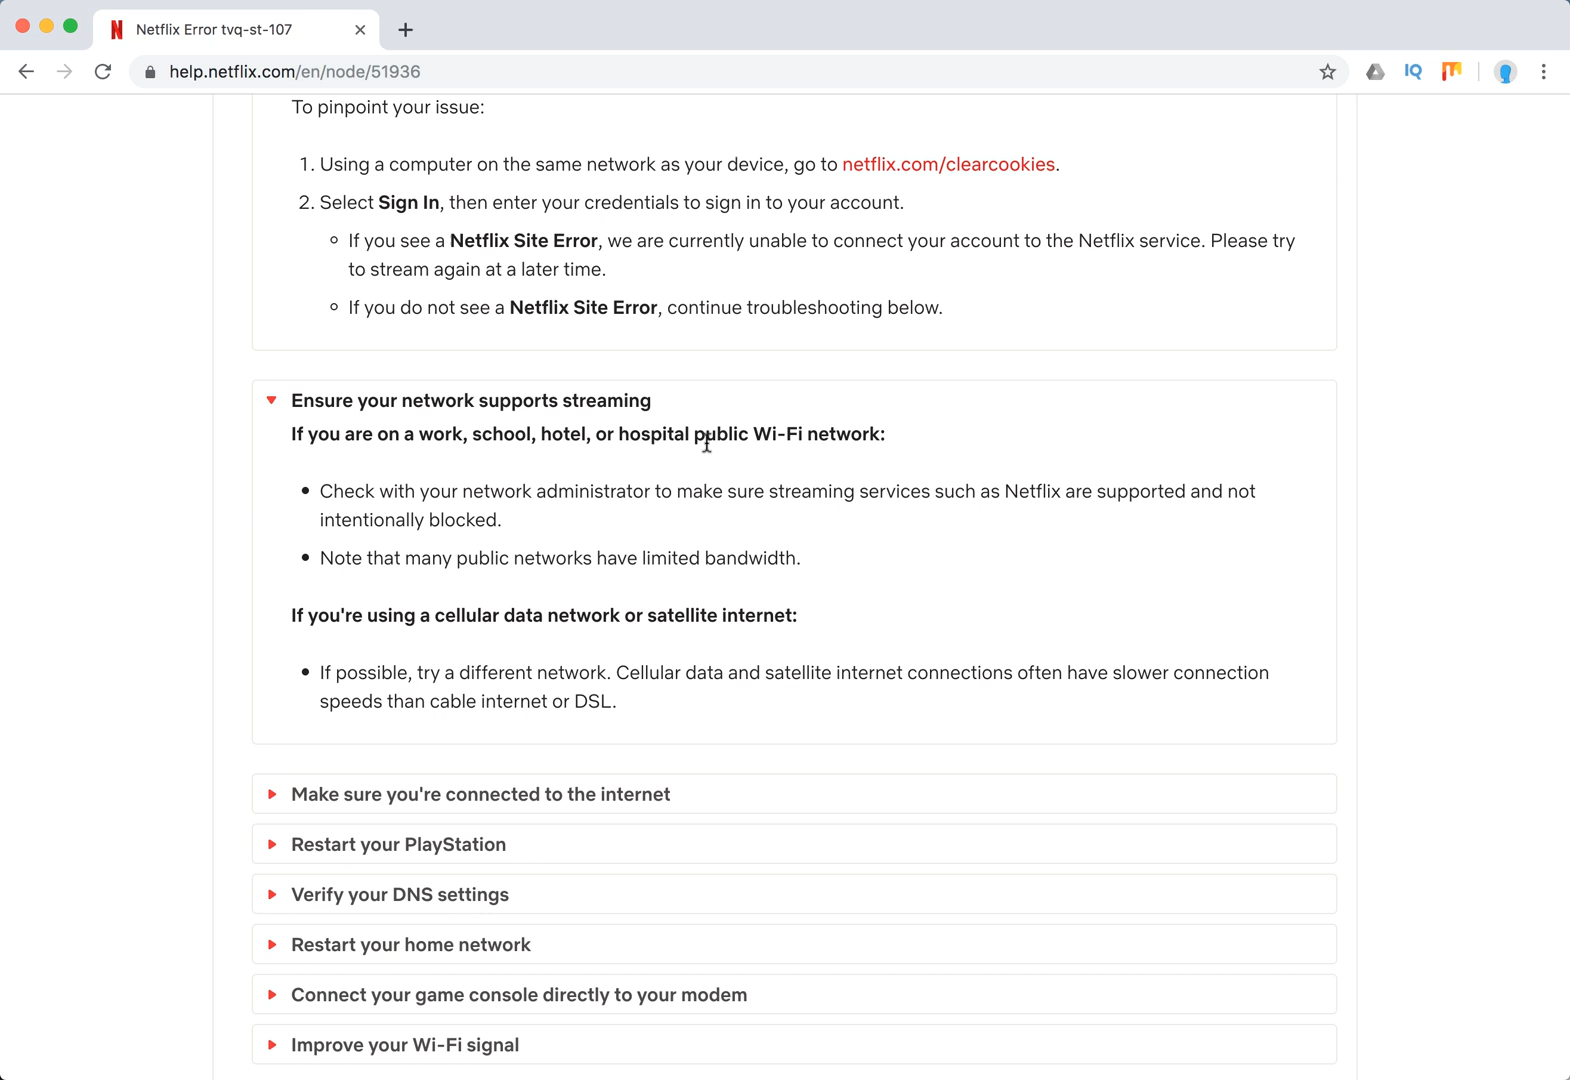 Netflix Error tvq-st-107
help.netflix.com/en/node/51936
IQ
To pinpoint your issue:
1. Using a computer on the same network as your device, go to netflix.com/clearcookies.
2. Select Sign In, then enter your credentials to sign in to your account.
If you see a Netflix Site Error, we are currently unable to connect your account to the Netflix service. Please try
to stream again at a later time.
If you do not see a Netflix Site Error, continue troubleshooting below.
Ensure your network supports streaming
If you are on a work, school, hotel, or hospital public Wi-Fi network:
Check with your network administrator to make sure streaming services such as Netflix are supported and not
intentionally blocked.
Note that many public networks have limited bandwidth.
If you're using a cellular data network or satellite internet:
If possible, try a different network. Cellular data and satellite internet connections often have slower connection
speeds than cable internet or DSL.
Make sure you're connected to the internet
Restart your PlayStation
Verify your DNS settings
Restart your home network
Connect your game console directly to your modem
Improve your Wi-Fi signal